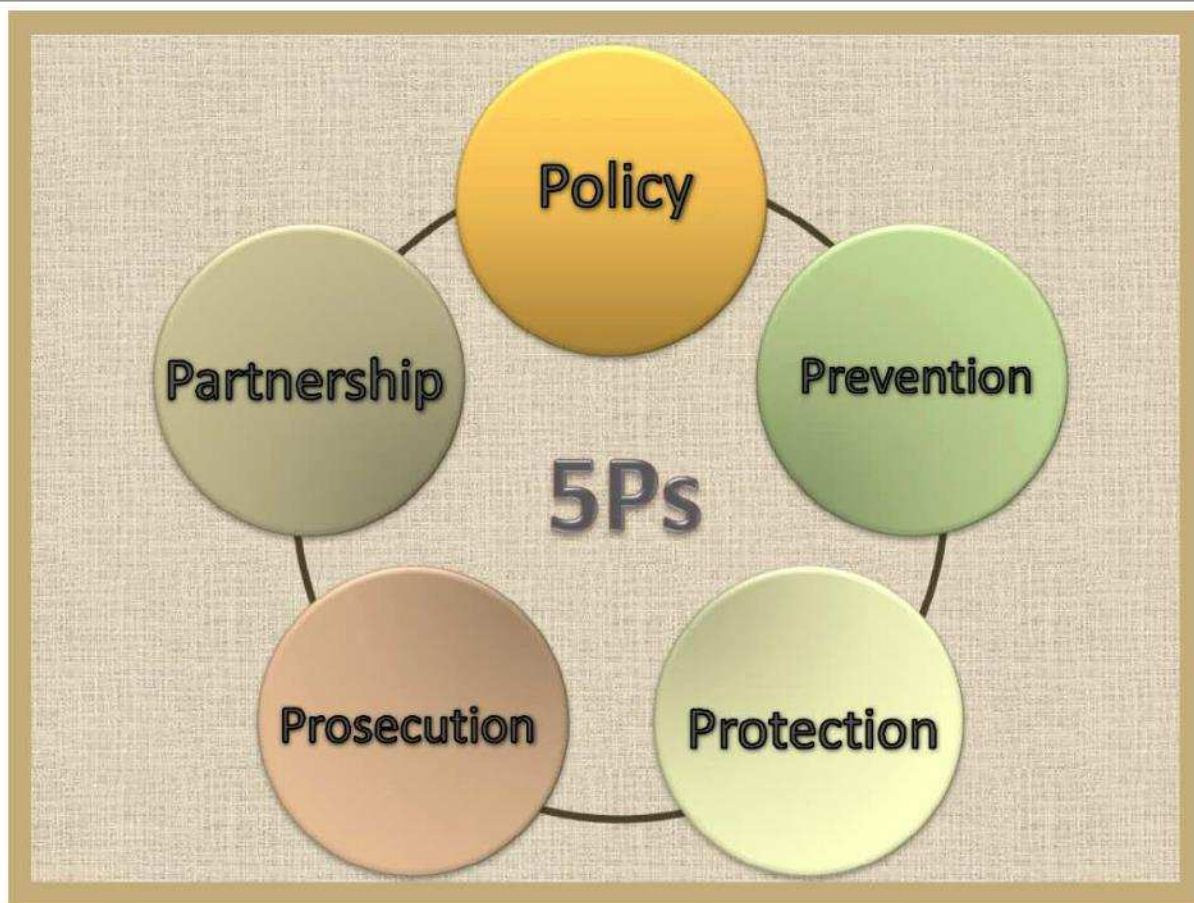 Policy
Prevention
Protection
Prosecution
Partnership
5Ps